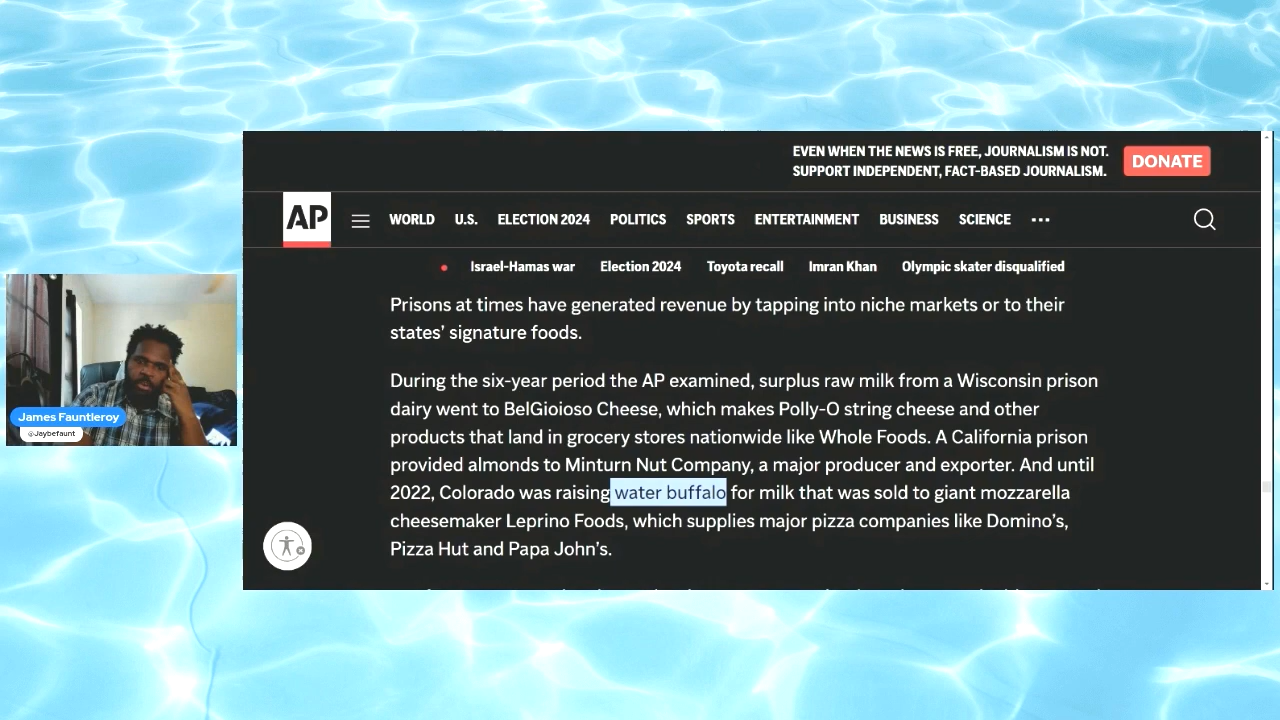 EVEN WHEN THE NEWS IS FREE, JOURNALISM IS NOT.
SUPPORT INDEPENDENT, FACT-BASED JOURNALISM.
DONATE
AP
WORLD U.S. ELECTION 2024 POLITICS SPORTS ENTERTAINMENT BUSINESS SCIENCE •••
Israel-Hamas war Election 2024 Toyota recall Imran Khan Olympic skater disqualified
Prisons at times have generated revenue by tapping into niche markets or to their
states’ signature foods.
During the six-year period the AP examined, surplus raw milk from a Wisconsin prison
dairy went to BelGioioso Cheese, which makes Polly-O string cheese and other
products that land in grocery stores nationwide like Whole Foods. A California prison
provided almonds to Minturn Nut Company, a major producer and exporter. And until
2022, Colorado was raising water buffalo for milk that was sold to giant mozzarella
cheesemaker Leprino Foods, which supplies major pizza companies like Domino’s,
Pizza Hut and Papa John’s.
James Fauntleroy
@Jaybefaunt